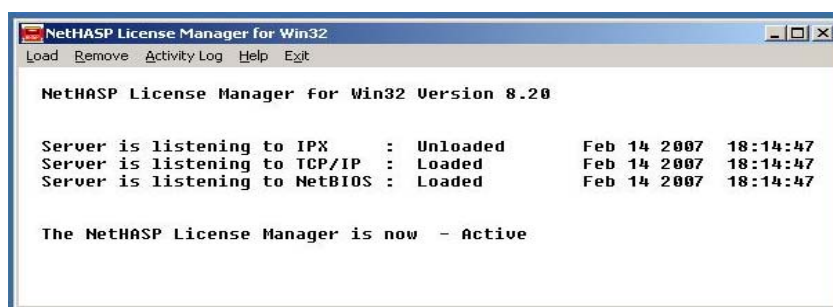 NetHASP License Manager for Win32
Load Remove Activity Log Help Exit
NetHASP License Manager for Win32 Version 8.20
Server is listening to IPX : Unloaded Feb 14 2007 18:14:47
Server is listening to TCP/IP : Loaded Feb 14 2007 18:14:47
Server is listening to NetBIOS : Loaded Feb 14 2007 18:14:47
The NetHASP License Manager is now - Active